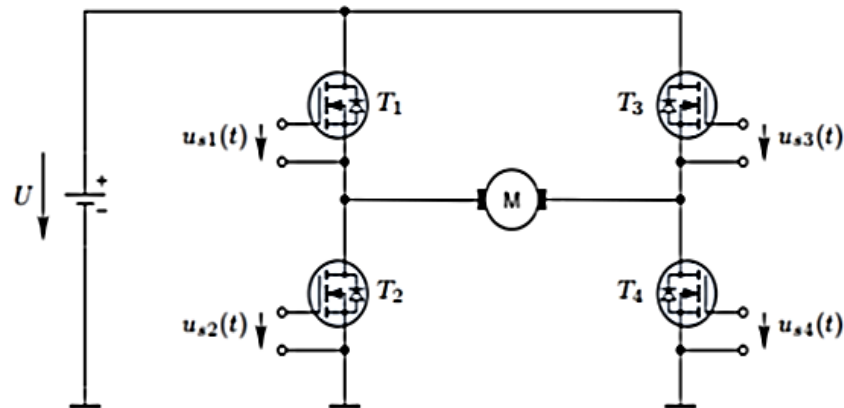 T₁
T₃
uₛ₁(t)
uₛ₃(t)
U
+
-
M
T₂
T₄
uₛ₂(t)
uₛ₄(t)